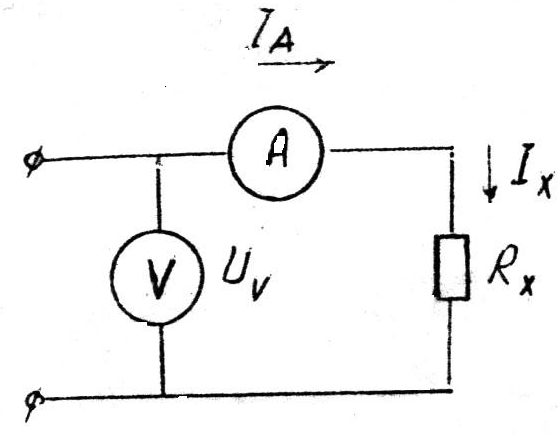 I_A
A
I_x
V
U_V
R_x